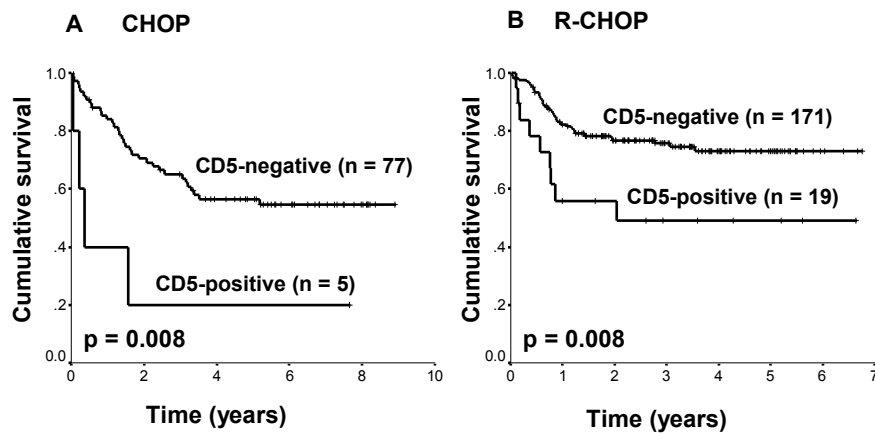 A CHOP
Cumulative survival
1.0
.8
.6
.4
.2
0.0
CD5-negative (n = 77)
CD5-positive (n = 5)
p = 0.008
0 2 4 6 8 10
Time (years)
B R-CHOP
Cumulative survival
1.0
.8
.6
.4
.2
0.0
CD5-negative (n = 171)
CD5-positive (n = 19)
p = 0.008
0 1 2 3 4 5 6 7
Time (years)